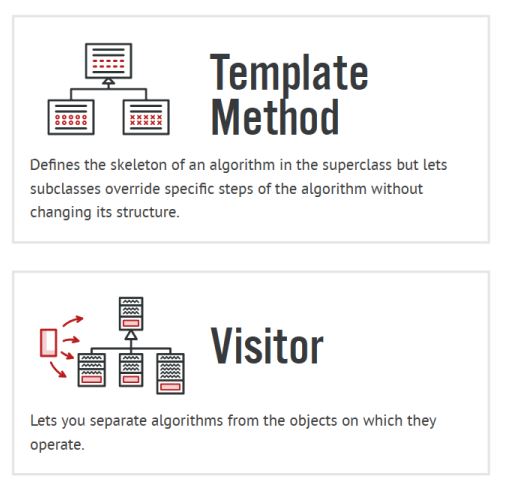 Template
Method
Defines the skeleton of an algorithm in the superclass but lets
subclasses override specific steps of the algorithm without
changing its structure.
Visitor
Lets you separate algorithms from the objects on which they
operate.